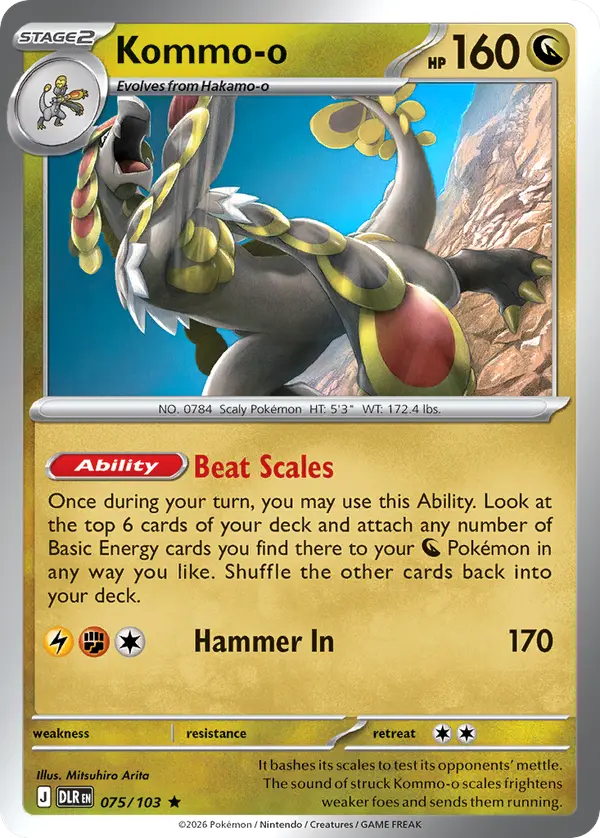 STAGE2
Kommo-o
HP 160
Evolves from Hakamo-o
NO. 0784 Scaly Pokémon HT: 5'3" WT: 172.4 lbs.
Ability Beat Scales
Once during your turn, you may use this Ability. Look at
the top 6 cards of your deck and attach any number of
Basic Energy cards you find there to your Pokémon in
any way you like. Shuffle the other cards back into
your deck.
Hammer In 170
weakness resistance retreat
Illus. Mitsuhiro Arita
It bashes its scales to test its opponents' mettle.
The sound of struck Kommo-o scales frightens
weaker foes and sends them running.
J DLR EN 075/103 ★
©2026 Pokémon / Nintendo / Creatures / GAME FREAK